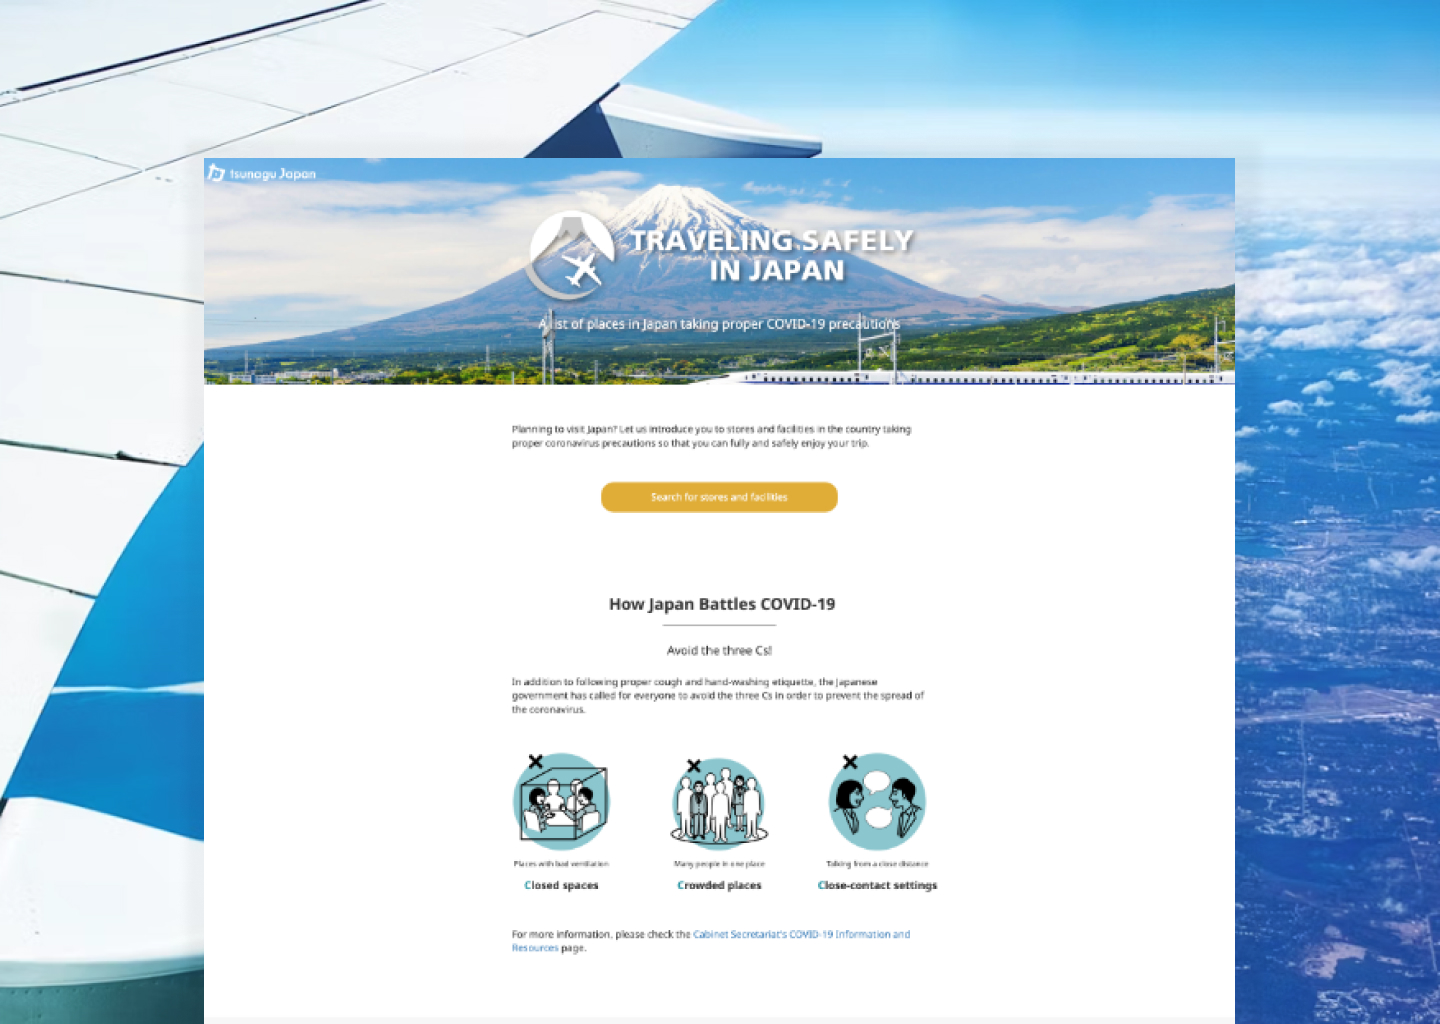 tsunagu Japan
TRAVELING SAFELY
IN JAPAN
A list of places in Japan taking proper COVID-19 precautions
Planning to visit Japan? Let us introduce you to stores and facilities in the country taking
proper coronavirus precautions so that you can fully and safely enjoy your trip.
Search for stores and facilities
How Japan Battles COVID-19
Avoid the three Cs!
In addition to following proper cough and hand-washing etiquette, the Japanese
government has called for everyone to avoid the three Cs in order to prevent the spread of
the coronavirus.
Places with bad ventilation
Many people in one place
Talking from a close distance
Closed spaces
Crowded places
Close-contact settings
For more information, please check the Cabinet Secretariat's COVID-19 Information and
Resources page.